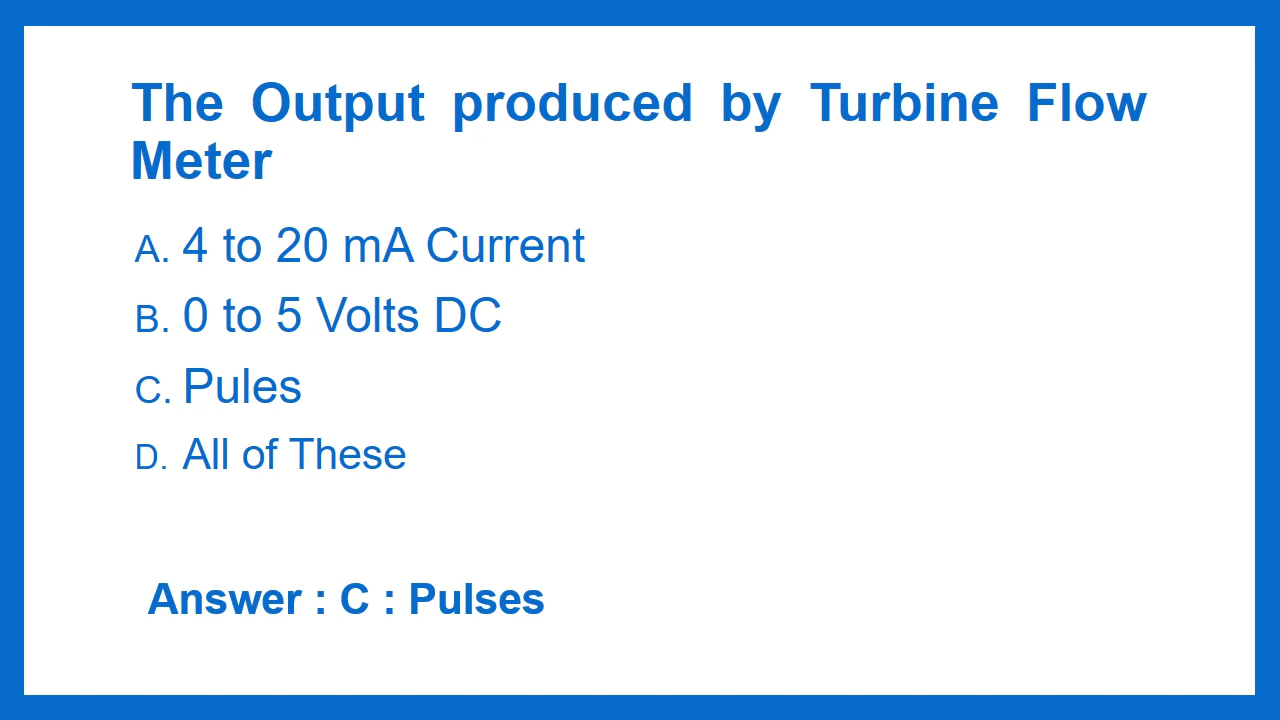 The Output produced by Turbine Flow
Meter
A. 4 to 20 mA Current
B. 0 to 5 Volts DC
C. Pules
D. All of These
Answer : C : Pulses